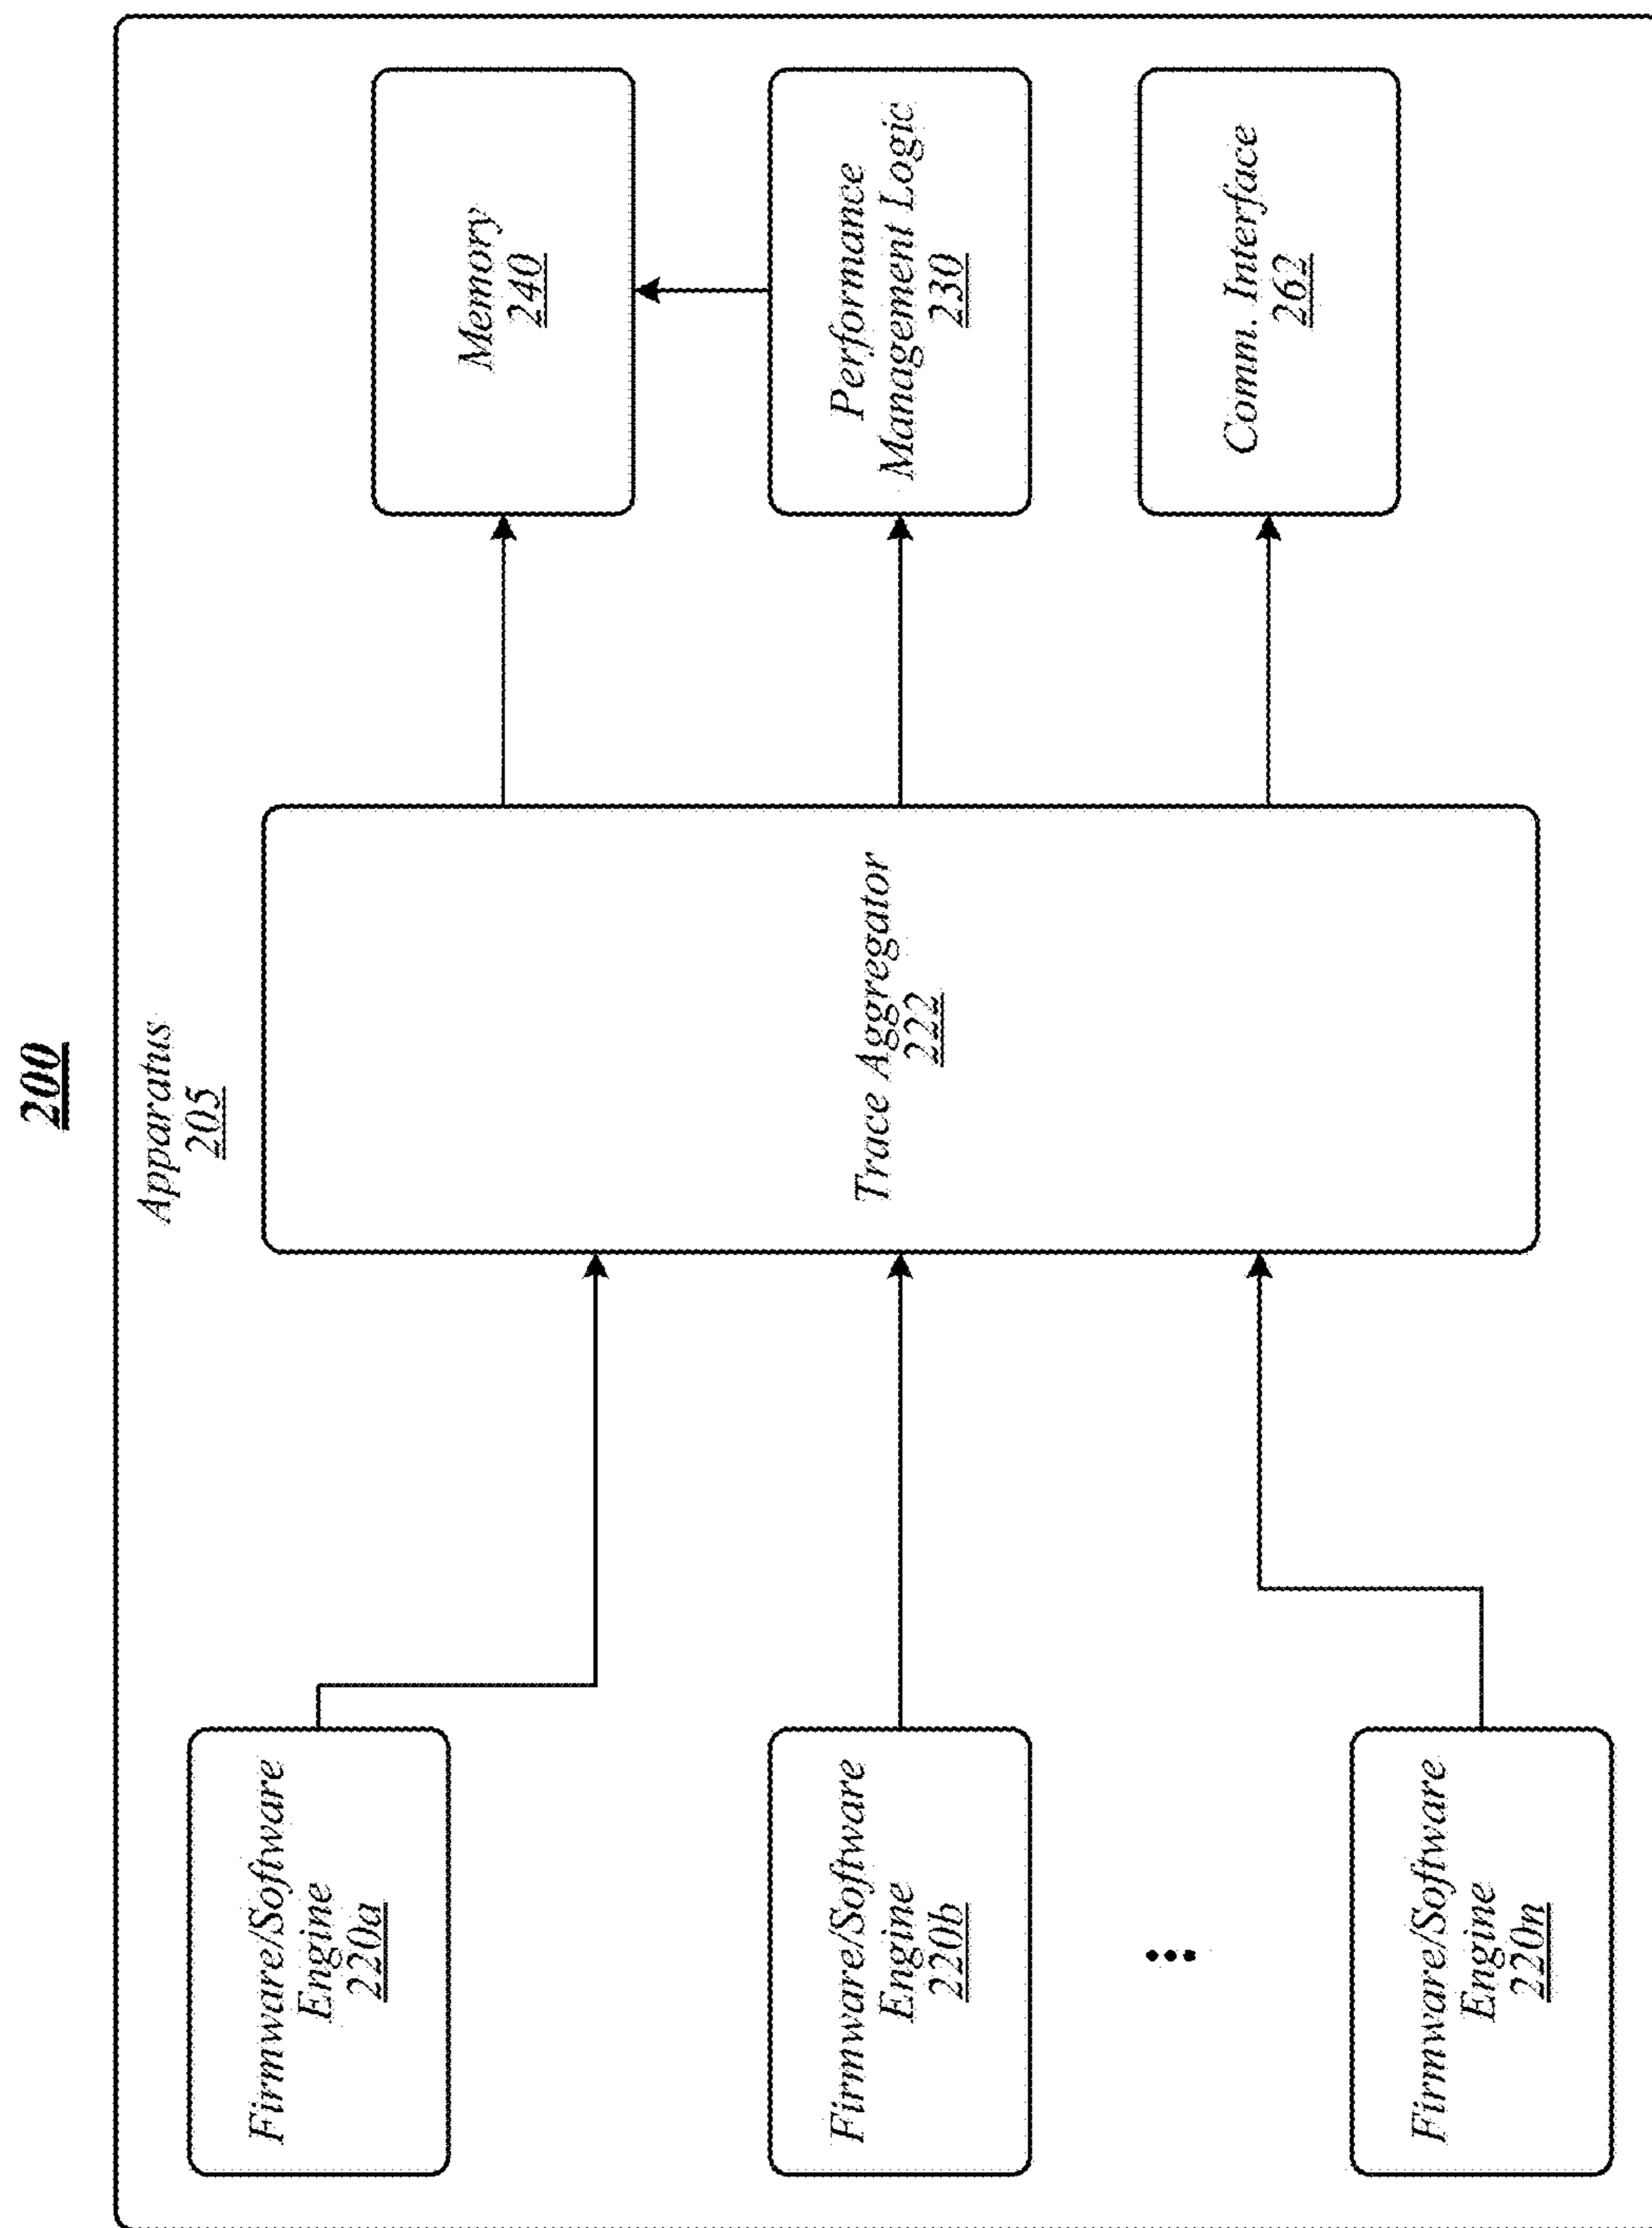 200
Apparatus
205
Firmware/Software
Engine
220a
Firmware/Software
Engine
220b
Firmware/Software
Engine
220n
Trace Aggregator
222
Memory
240
Performance
Management Logic
230
Comm. Interface
262